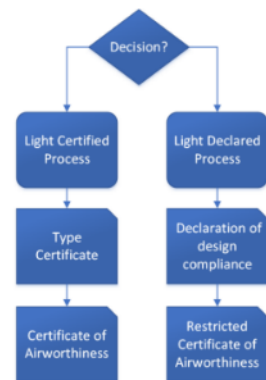 Decision?
Light Certified
Process
Light Declared
Process
Type
Certificate
Declaration of
design
compliance
Certificate of
Airworthiness
Restricted
Certificate of
Airworthiness